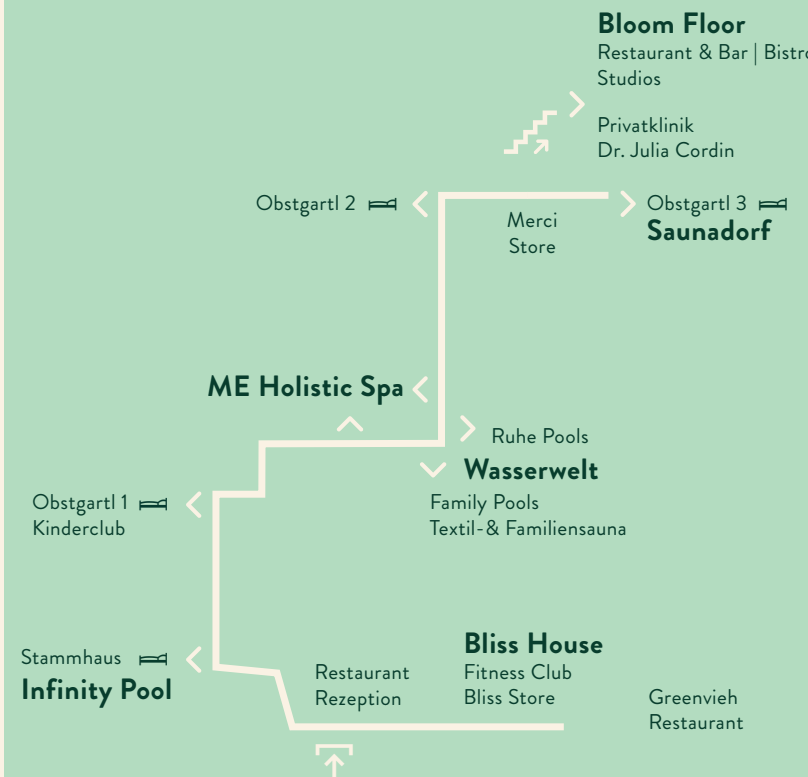 Bloom Floor
Restaurant & Bar | Bistro
Studios
Privatklinik
Dr. Julia Cordin
Obstgartl 2
Merci
Store
Obstgartl 3
Saunadorf
ME Holistic Spa
Ruhe Pools
Wasserwelt
Family Pools
Textil-& Familiensauna
Obstgartl 1
Kinderclub
Stammhaus
Infinity Pool
Restaurant
Rezeption
Bliss House
Fitness Club
Bliss Store
Greenvieh
Restaurant